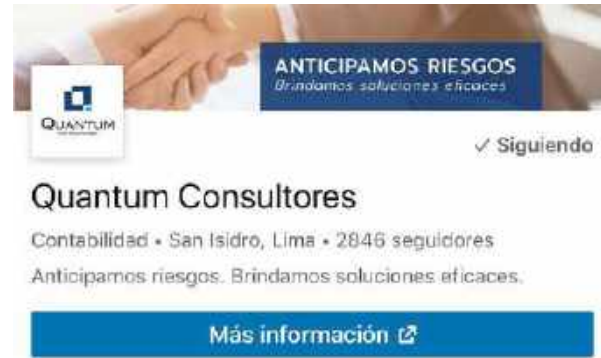 ANTICIPAMOS RIESGOS
Brindamos soluciones eficaces
QUANTUM
✓ Siguiendo
Quantum Consultores
Contabilidad • San Isidro, Lima • 2846 seguidores
Anticipamos riesgos. Brindamos soluciones eficaces.
Más información